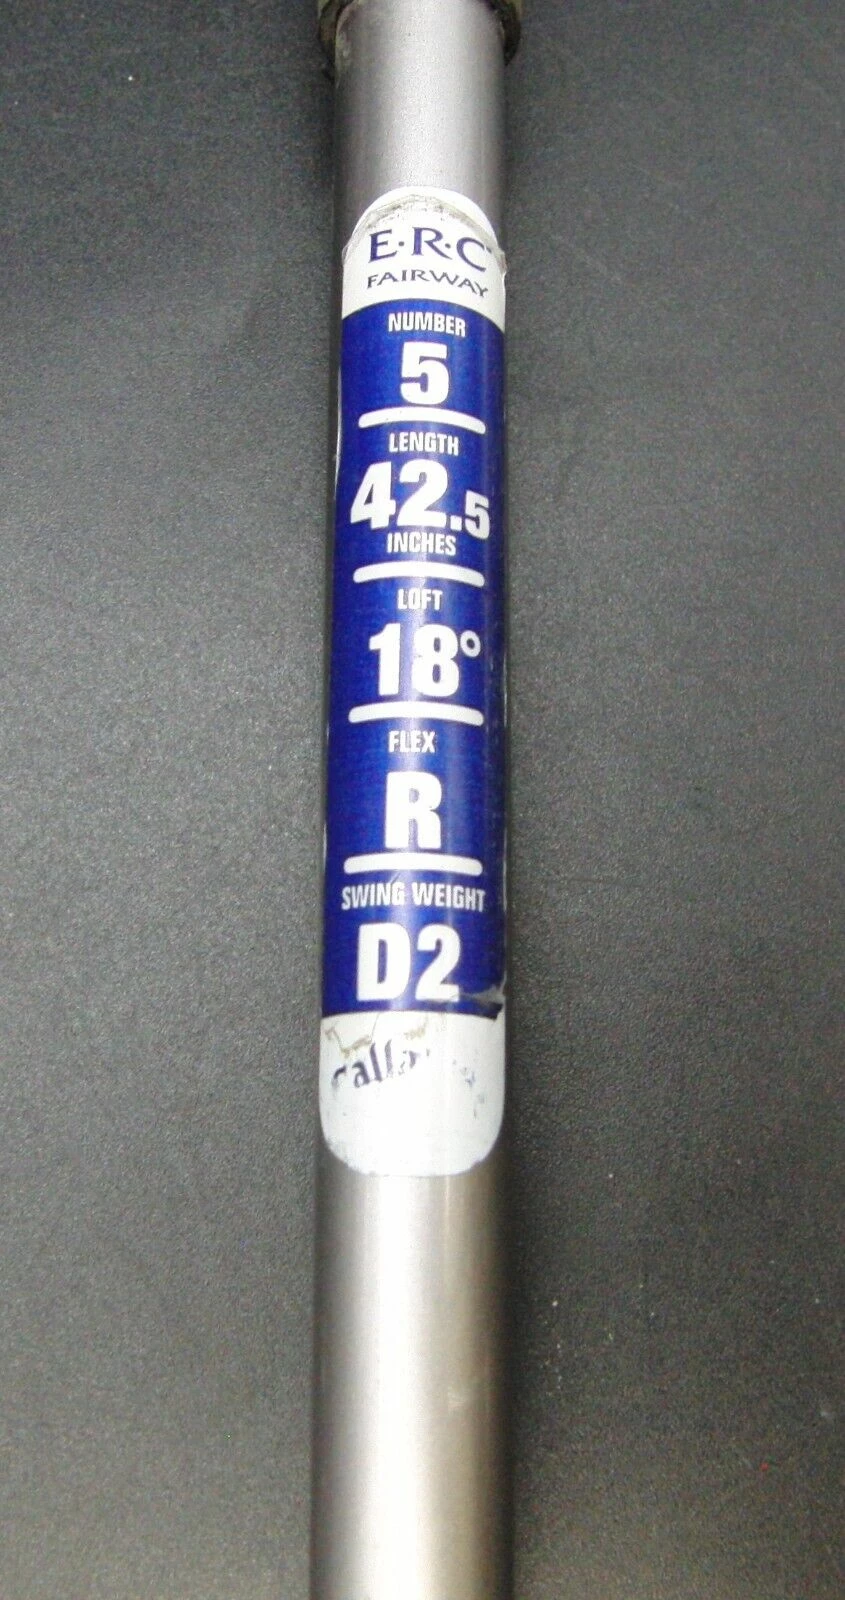 E·R·C
FAIRWAY
NUMBER
5
LENGTH
42.5
INCHES
LOFT
18°
FLEX
R
SWING WEIGHT
D2